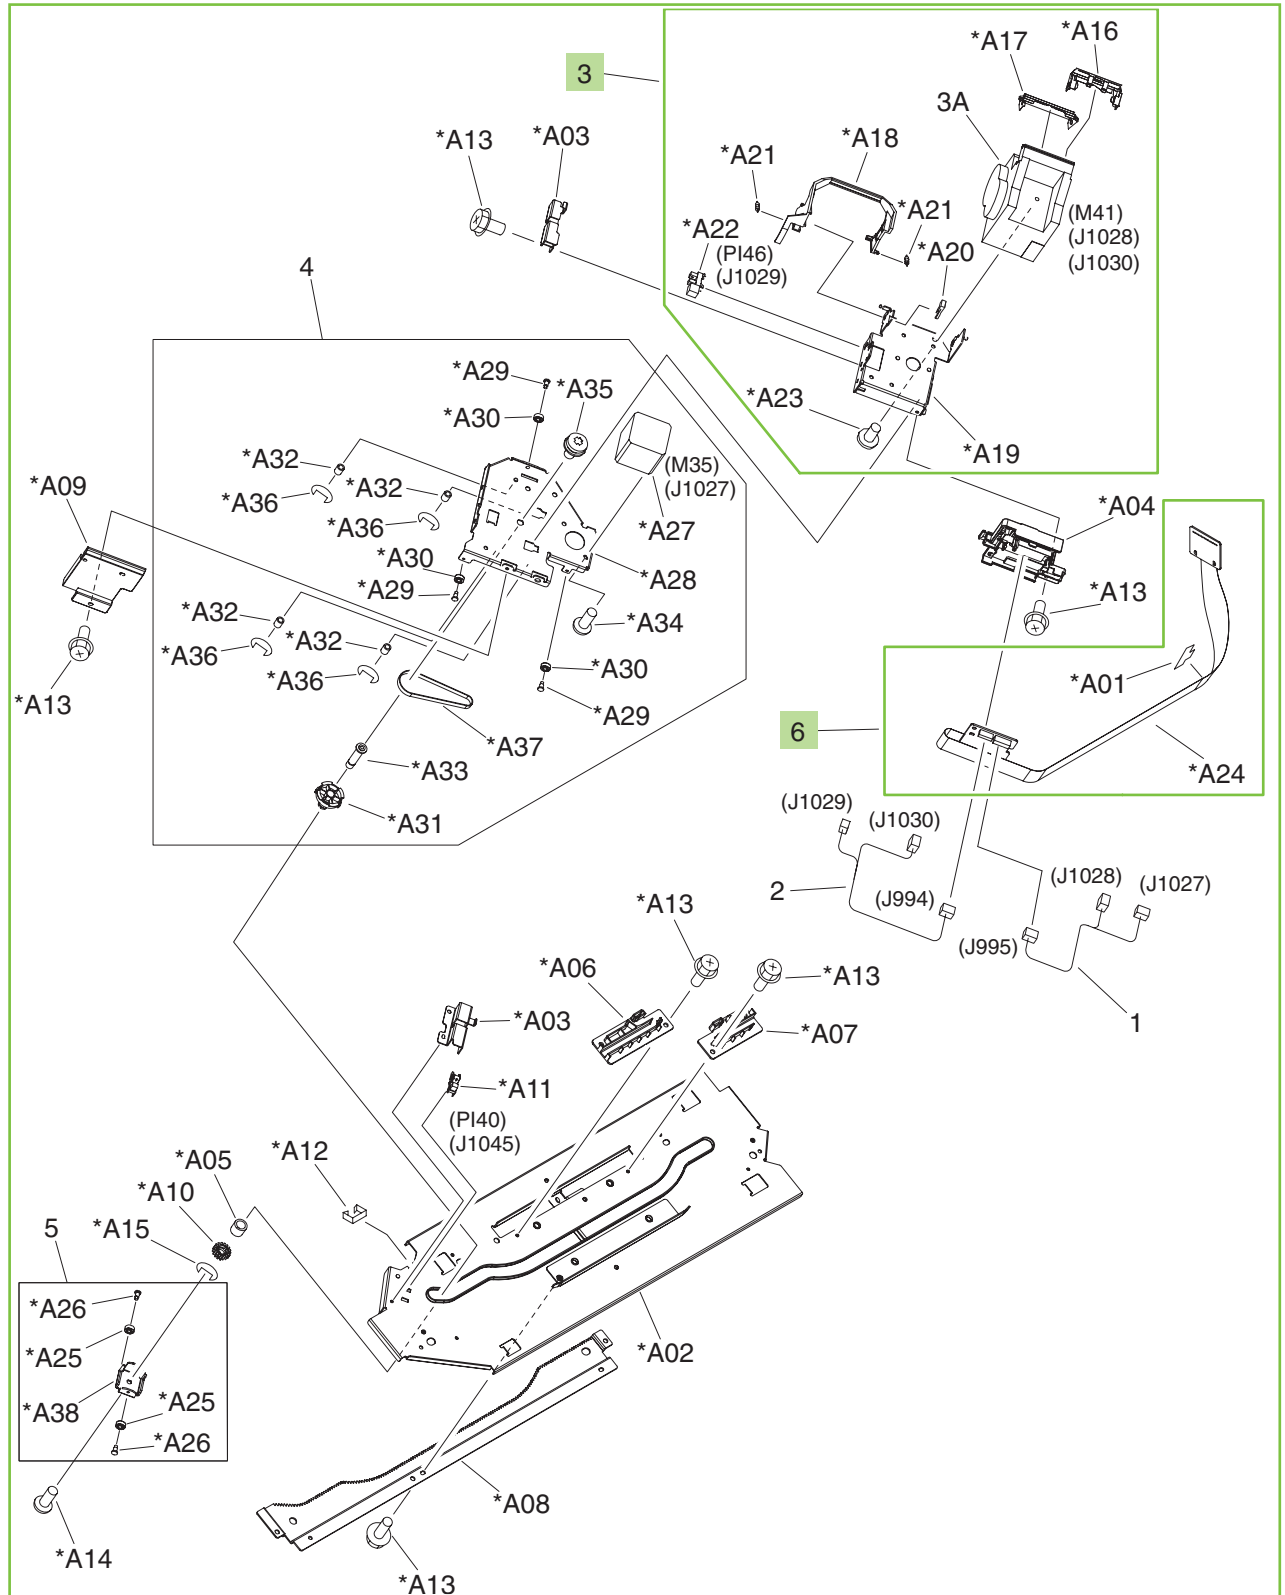 *A16
*A17
3
3A
*A03
*A13
*A18
*A21
*A21
(M41)
(J1028)
(J1030)
*A22
(PI46)
(J1029)
*A20
4
*A29
*A35
*A23
*A30
*A19
*A32
(M35)
(J1027)
*A09
*A32
*A36
*A04
*A36
*A27
*A30
*A28
*A29
*A13
*A32
*A34
*A32
*A36
*A30
*A36
*A01
*A13
*A29
6
*A37
*A24
*A33
(J1029)
*A31
(J1030)
(J1028)
(J1027)
2
(J994)
*A13
(J995)
*A06
*A13
*A03
1
*A07
*A11
(PI40)
(J1045)
*A12
*A05
*A10
*A15
5
*A26
*A25
*A02
*A38
*A25
*A26
*A08
*A14
*A13